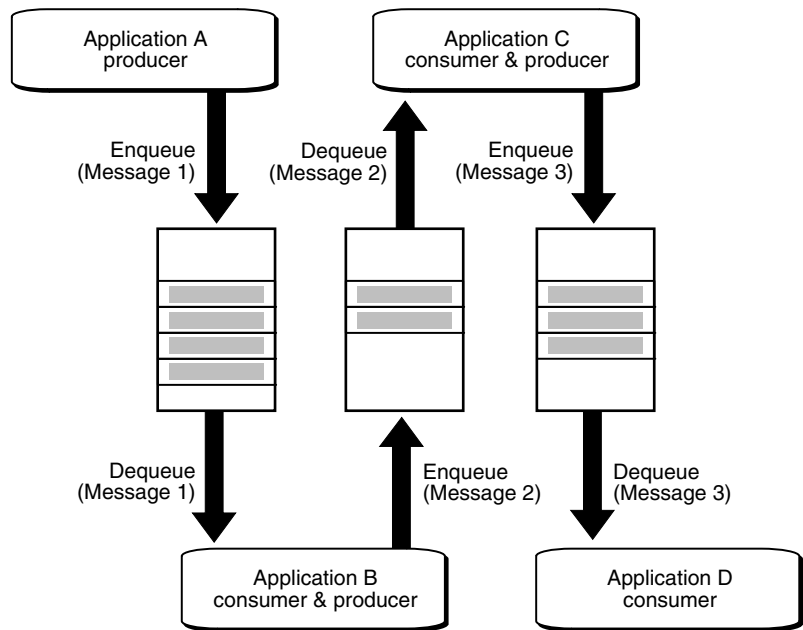 Application A
producer
Application C
consumer & producer
Enqueue
(Message 1)
Dequeue
(Message 2)
Enqueue
(Message 3)
Dequeue
(Message 1)
Enqueue
(Message 2)
Dequeue
(Message 3)
Application B
consumer & producer
Application D
consumer